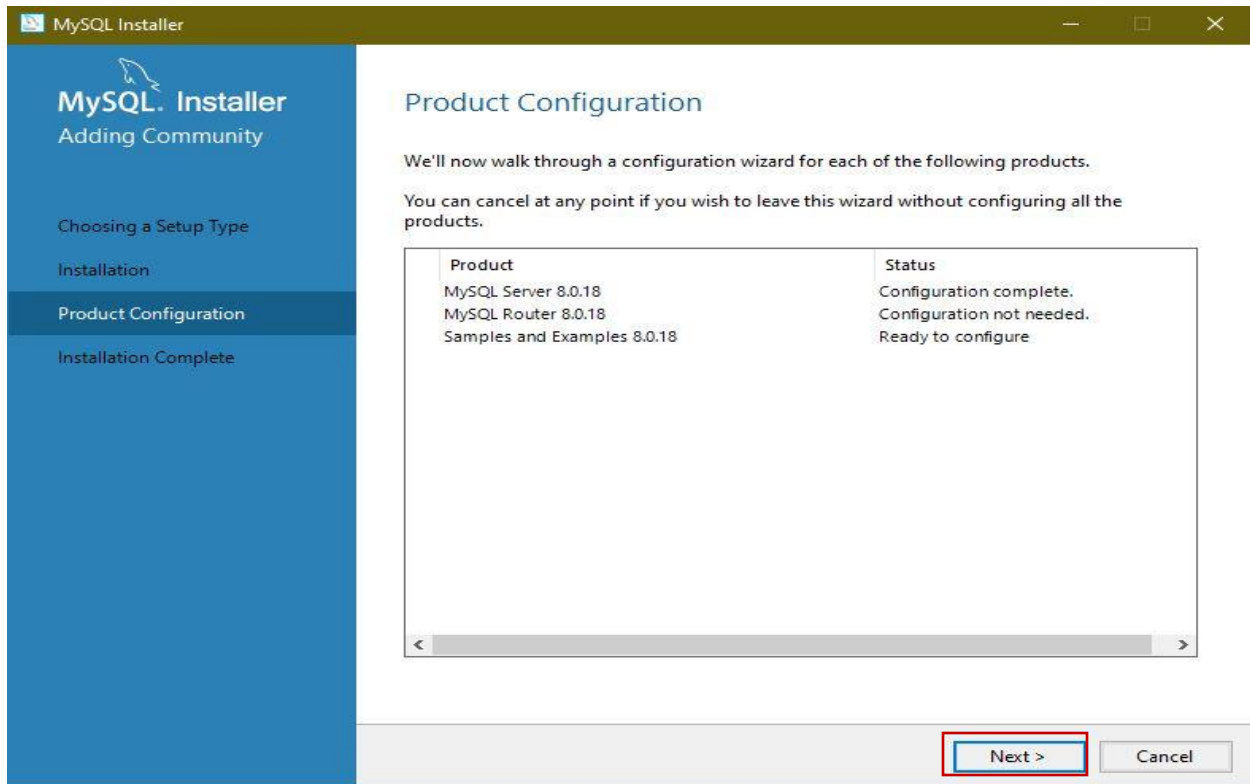 MySQL Installer
MySQL. Installer
Adding Community
Choosing a Setup Type
Installation
Product Configuration
Installation Complete
Product Configuration
We'll now walk through a configuration wizard for each of the following products.
You can cancel at any point if you wish to leave this wizard without configuring all the
products.
Product Status
MySQL Server 8.0.18 Configuration complete.
MySQL Router 8.0.18 Configuration not needed.
Samples and Examples 8.0.18 Ready to configure
Next > Cancel